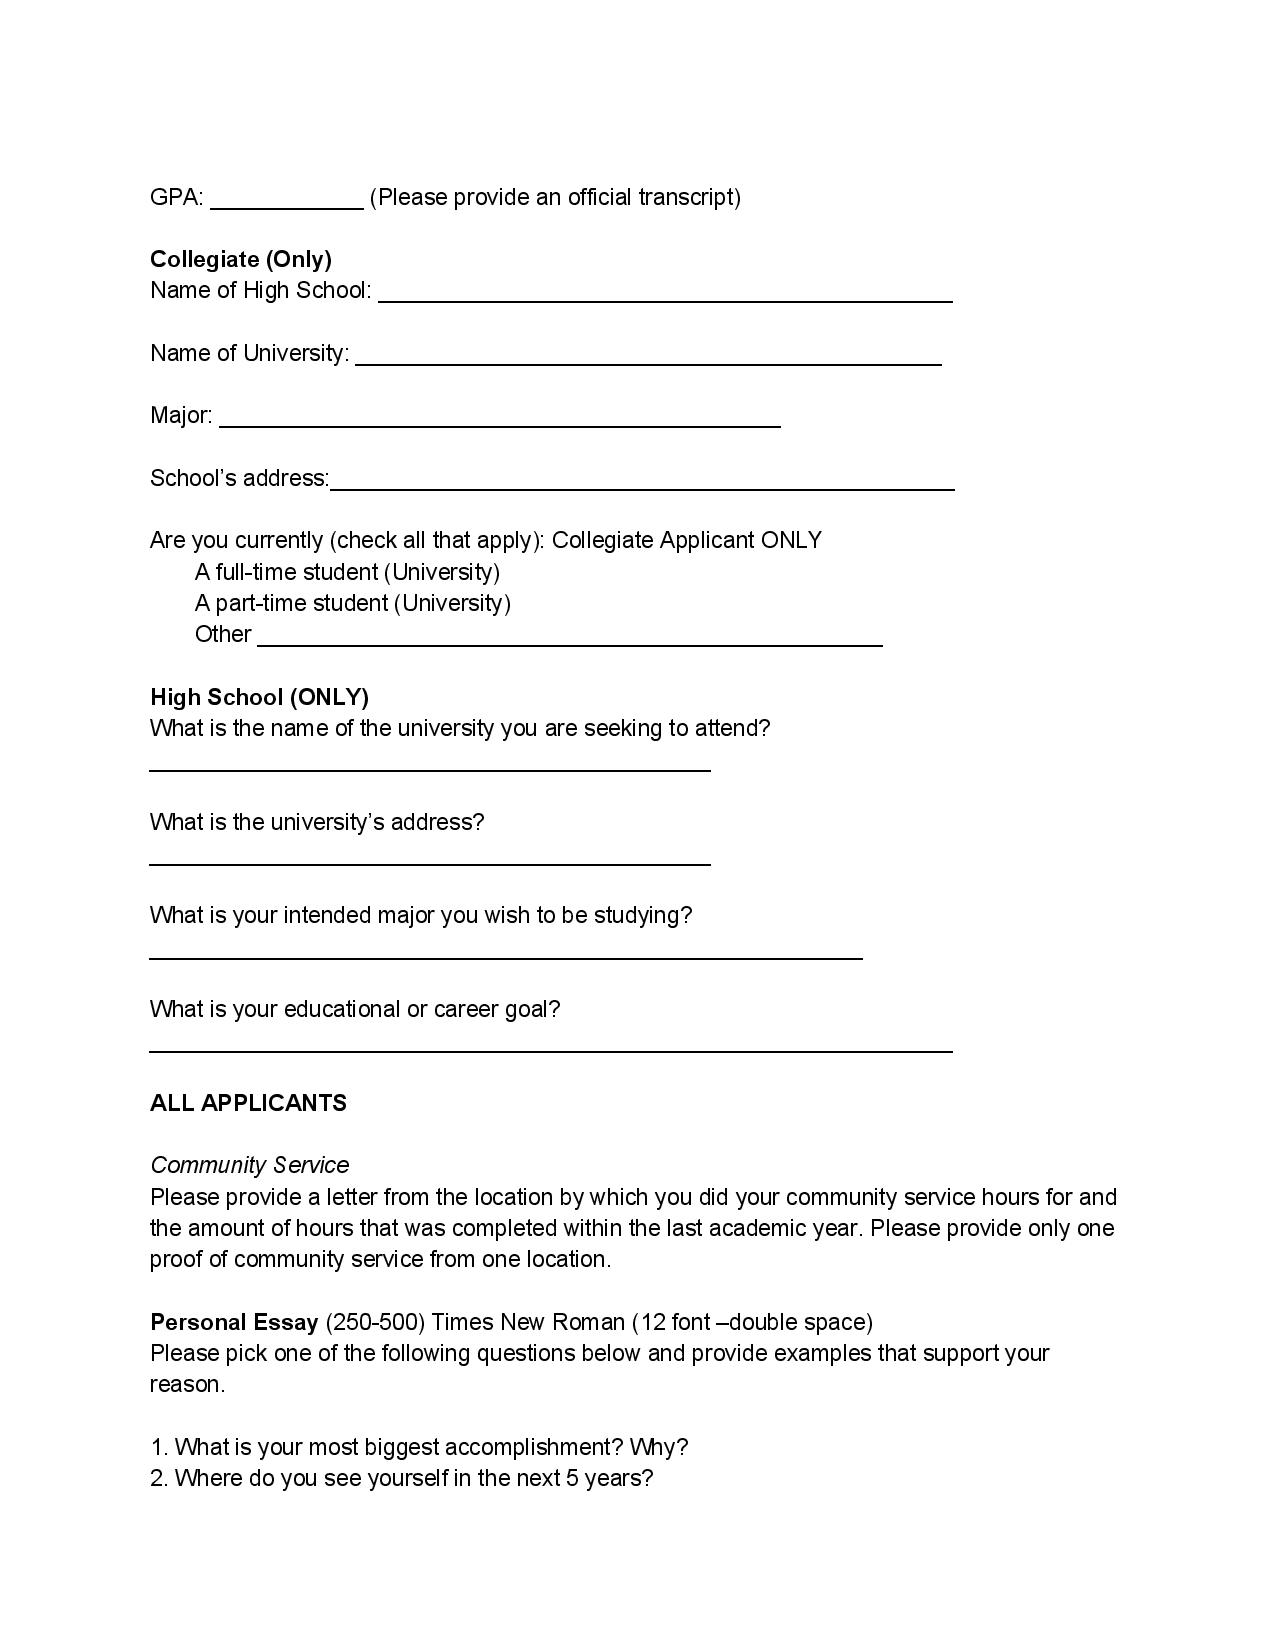 GPA: ____________ (Please provide an official transcript)
Collegiate (Only)
Name of High School: _____________________________________________
Name of University: ______________________________________________
Major: ____________________________________________
School’s address:_________________________________________________
Are you currently (check all that apply): Collegiate Applicant ONLY
A full-time student (University)
A part-time student (University)
Other _________________________________________________
High School (ONLY)
What is the name of the university you are seeking to attend?
____________________________________________
What is the university’s address?
____________________________________________
What is your intended major you wish to be studying?
________________________________________________________
What is your educational or career goal?
_______________________________________________________________
ALL APPLICANTS
Community Service
Please provide a letter from the location by which you did your community service hours for and
the amount of hours that was completed within the last academic year. Please provide only one
proof of community service from one location.
Personal Essay (250-500) Times New Roman (12 font –double space)
Please pick one of the following questions below and provide examples that support your
reason.
1. What is your most biggest accomplishment? Why?
2. Where do you see yourself in the next 5 years?